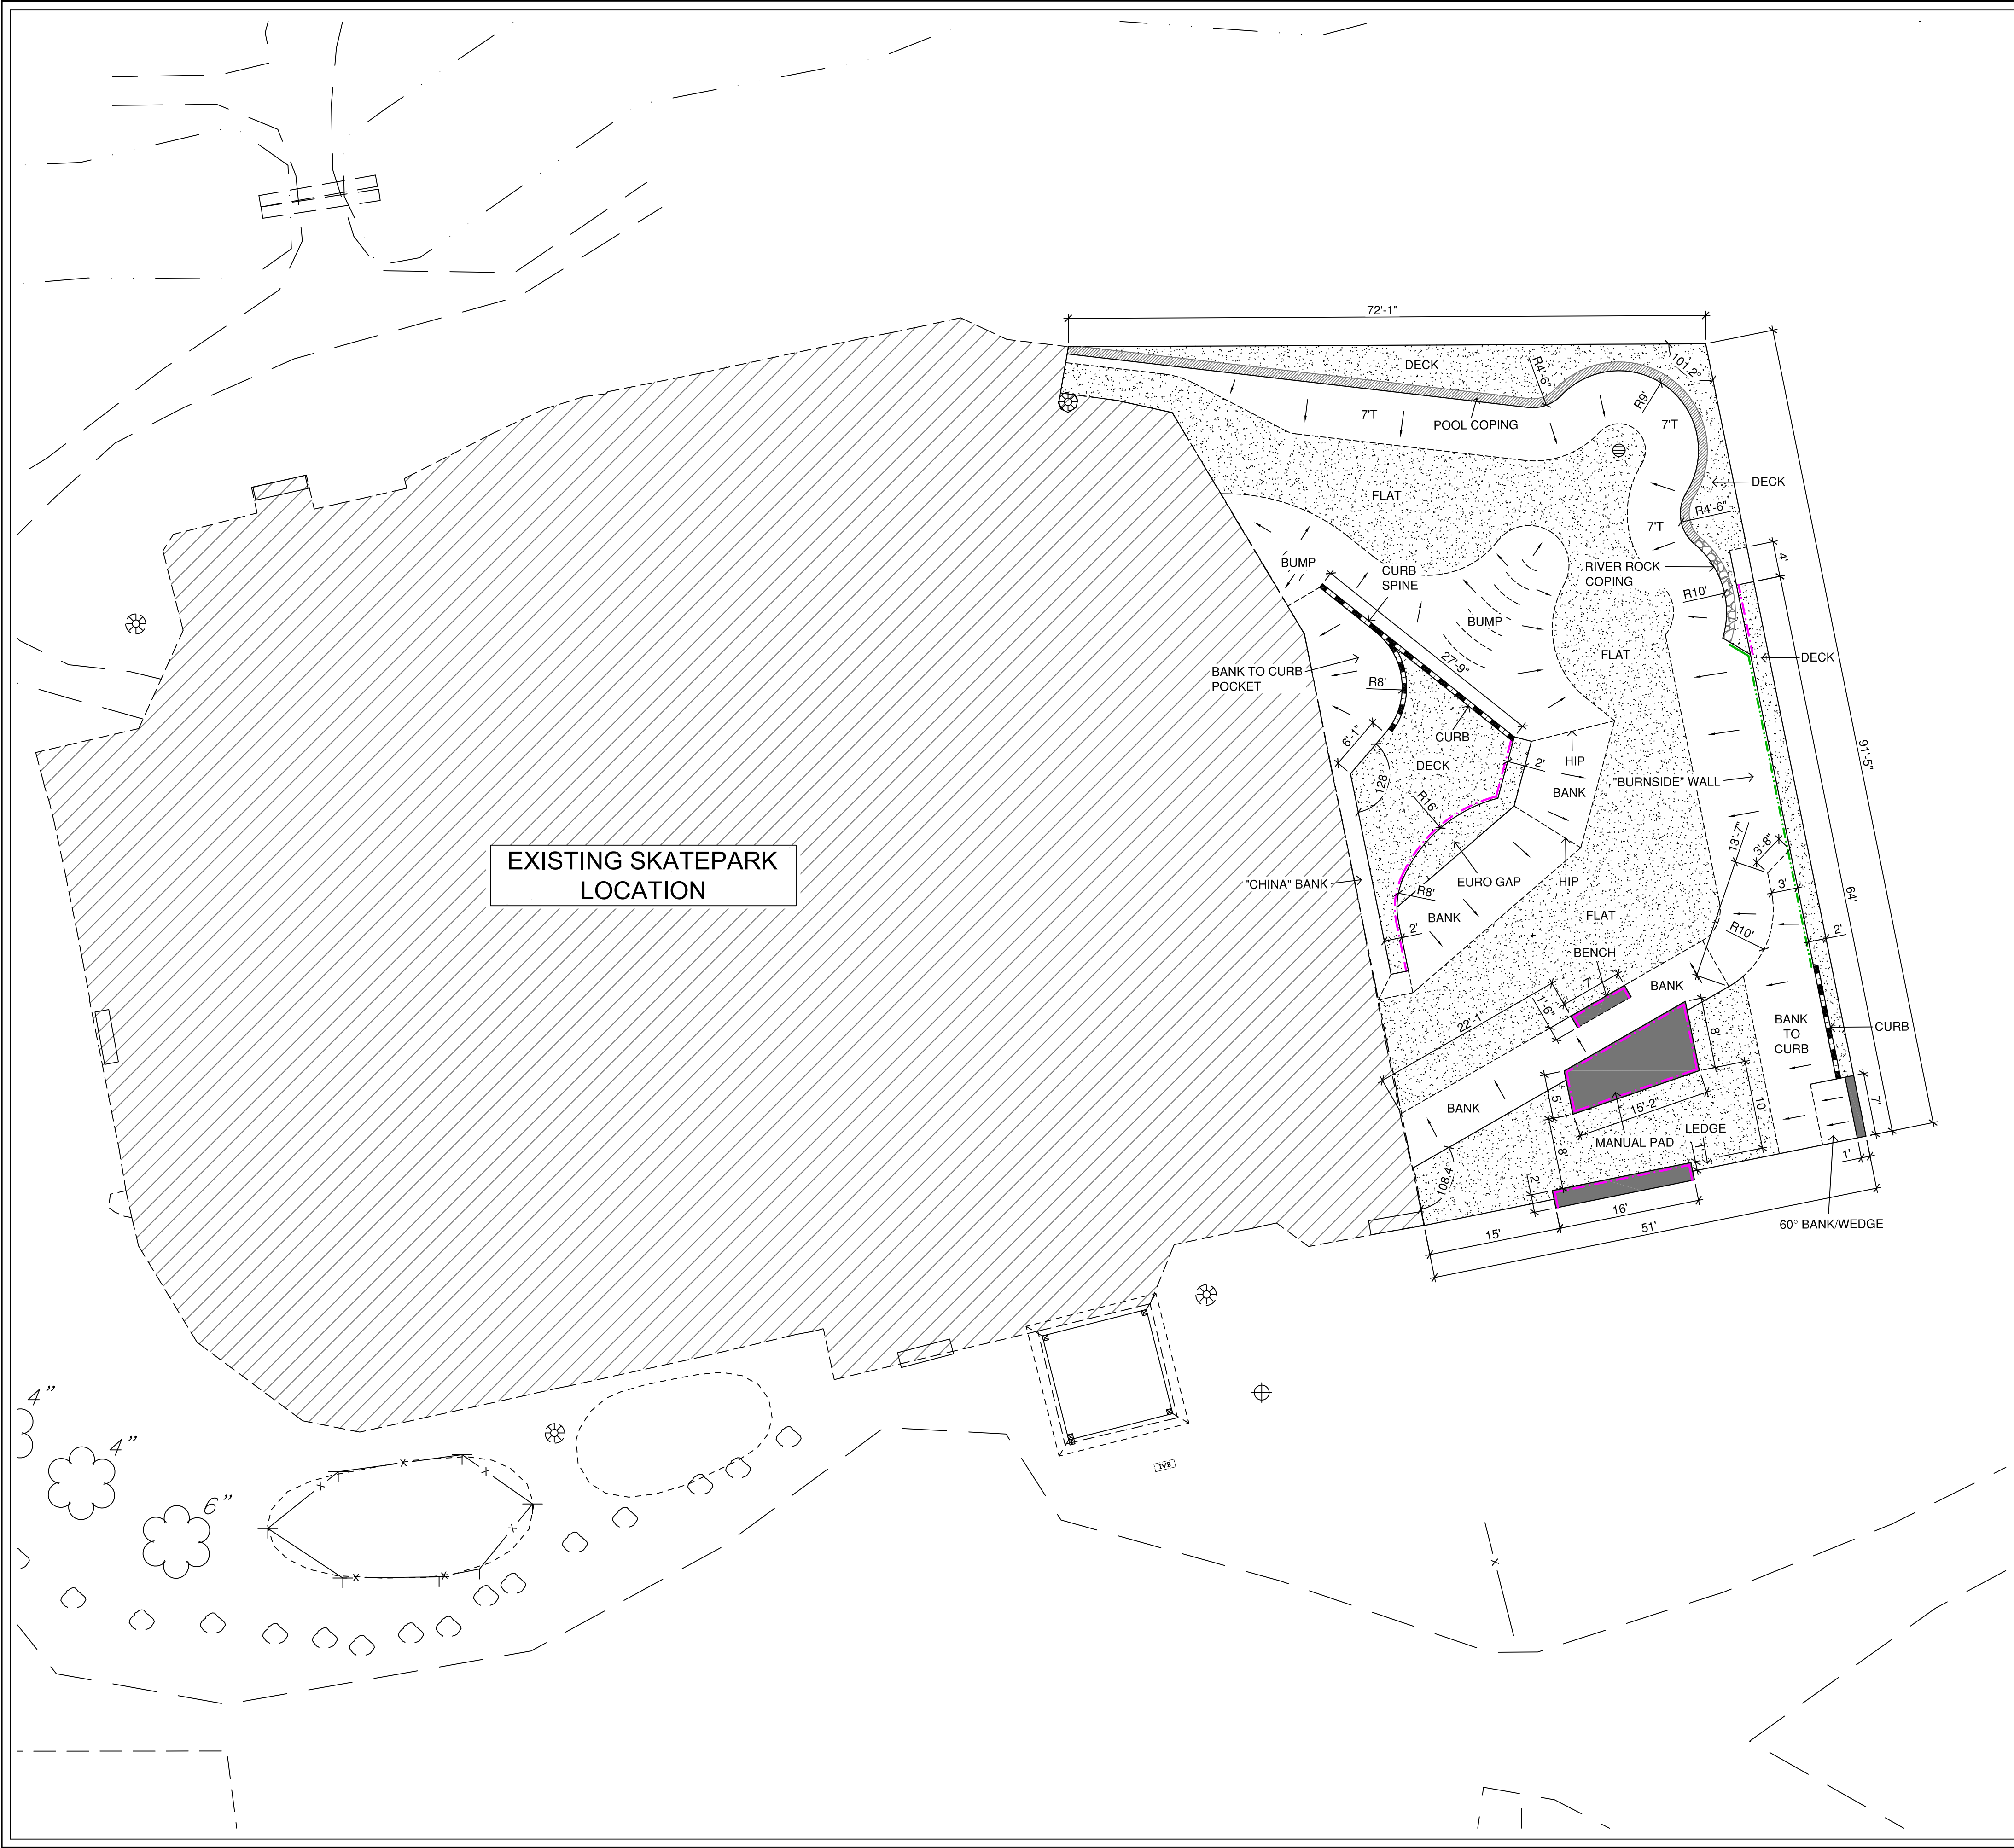 72'-1"
DECK
R4'-6"
101.2°
R9'
7'T
7'T
POOL COPING
DECK
FLAT
R4'-6"
7'T
4'
BUMP
CURB
SPINE
RIVER ROCK
COPING
R10'
BUMP
FLAT
27'-9"
DECK
BANK TO CURB
POCKET
R8'
6'-1"
CURB
DECK
HIP
2'
91'-5"
128°
BANK
"BURNSIDE" WALL
R16'
13'-7"
3'-8"
EXISTING SKATEPARK
LOCATION
"CHINA" BANK
EURO GAP
HIP
R8'
3'
64'
BANK
FLAT
2'
R10'
2'
BENCH
7'
BANK
1'-6"
22'-1"
BANK
TO
CURB
CURB
8'
5'
15'-2"
10'
7'
BANK
LEDGE
MANUAL PAD
1'
8'
1'
108.4°
2'
16'
15'
51'
60° BANK/WEDGE
4"
4"
6"